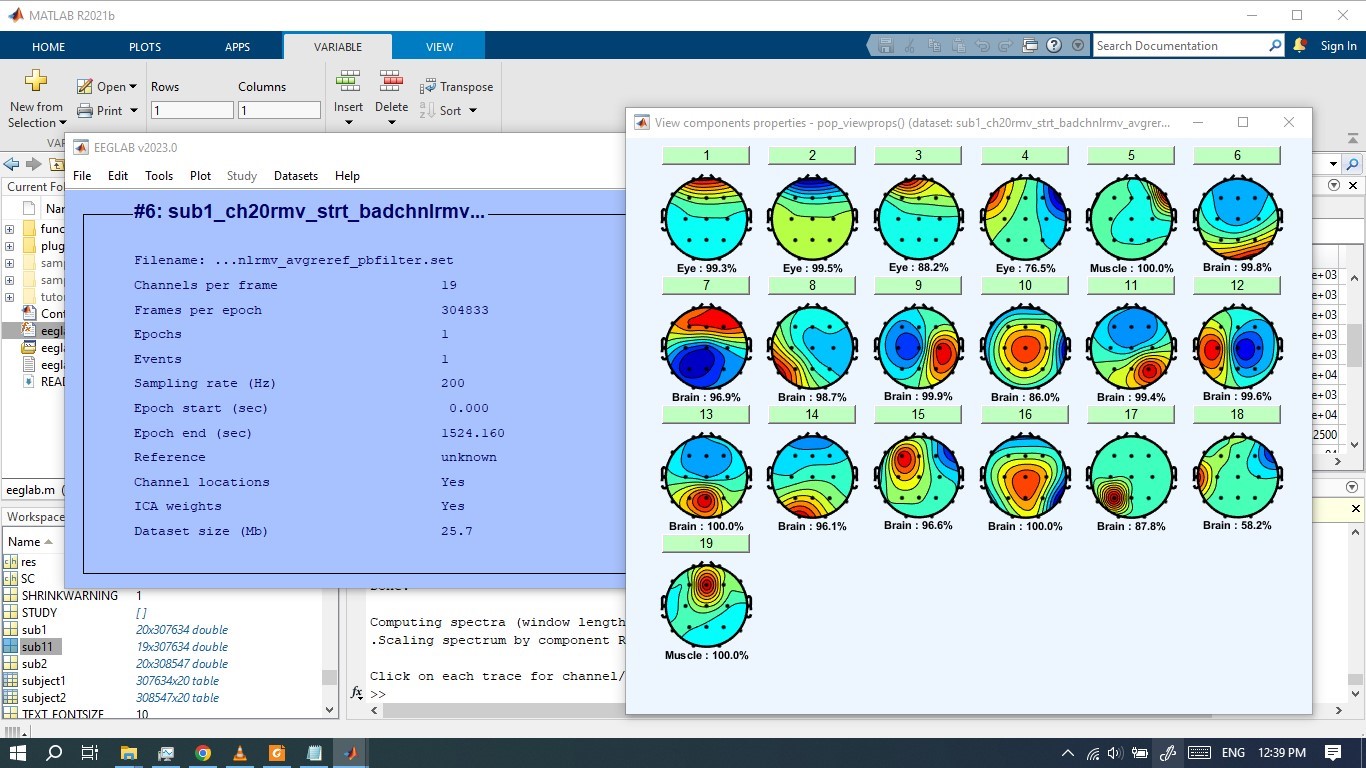 MATLAB R2021b
HOME PLOTS APPS VARIABLE VIEW
Search Documentation
Sign In
New from
Selection
Open
Print
Rows Columns
1 1
Insert
Delete
Transpose
Sort
VAR
Current Fo
Nar
func
plug
sam
sam
tutor
Cont
eegla
eegla
eegla
REA
eeglab.m (
Workspace
Name
res
SC
SHRINKWARNING 1
STUDY []
sub1 20x307634 double
sub11 19x307634 double
sub2 20x308547 double
subject1 307634x20 table
subject2 308547x20 table
TEXT_FONTSIZE 10
EEGLAB v2023.0
File Edit Tools Plot Study Datasets Help
#6: sub1_ch20rmv_strt_badchnlrmv...
Filename: ...nlrmv_avgreref_pbfilter.set
Channels per frame 19
Frames per epoch 304833
Epochs 1
Events 1
Sampling rate (Hz) 200
Epoch start (sec) 0.000
Epoch end (sec) 1524.160
Reference unknown
Channel locations Yes
ICA weights Yes
Dataset size (Mb) 25.7
Done.
Computing spectra (window length
.Scaling spectrum by component R
Click on each trace for channel/
fx >>
View components properties - pop_viewprops() (dataset: sub1_ch20rmv_strt_badchnlrmv_avgrer...
1 2 3 4 5 6
Eye : 99.3% Eye : 99.5% Eye : 88.2% Eye : 76.5% Muscle : 100.0% Brain : 99.8%
7 8 9 10 11 12
Brain : 96.9% Brain : 98.7% Brain : 99.9% Brain : 86.0% Brain : 99.4% Brain : 99.6%
13 14 15 16 17 18
Brain : 100.0% Brain : 96.1% Brain : 96.6% Brain : 100.0% Brain : 87.8% Brain : 58.2%
19
Muscle : 100.0%
e+03
e+03
e+03
e+03
e+03
e+04
e+03
e+04
2500
ENG 12:39 PM